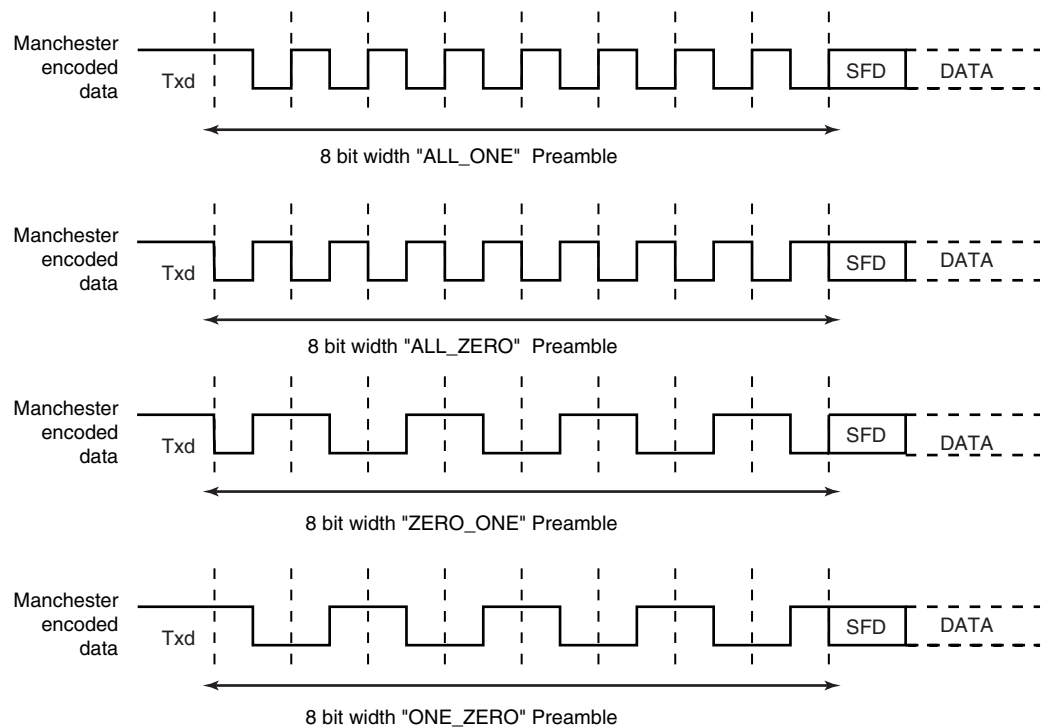 Manchester
encoded
data
Txd
SFD
DATA
8 bit width "ALL_ONE" Preamble
Manchester
encoded
data
Txd
SFD
DATA
8 bit width "ALL_ZERO" Preamble
Manchester
encoded
data
Txd
SFD
DATA
8 bit width "ZERO_ONE" Preamble
Manchester
encoded
data
Txd
SFD
DATA
8 bit width "ONE_ZERO" Preamble